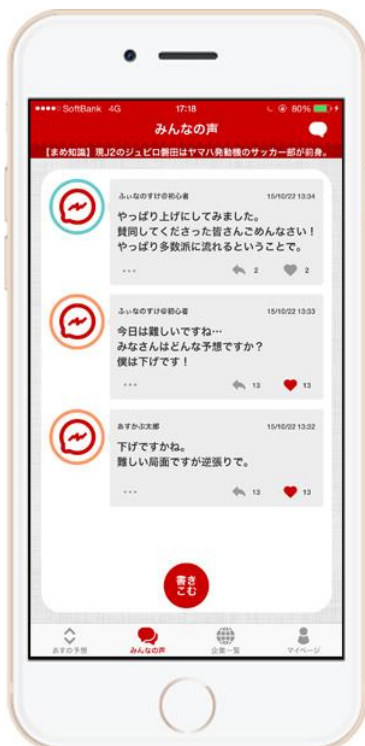 SoftBank 4G 17:18 80%
みんなの声
【まめ知識】現J2のジュビロ磐田はヤマハ発動機のサッカー部が前身。
ふぃなのすけ@初心者 15/10/22 13:34
やっぱり上げにしてみました。
賛同してくださった皆さんごめんなさい！
やっぱり多数派に流れるということで。
... 2 2
ふぃなのすけ@初心者 15/10/22 13:33
今日は難しいですね…
みなさんはどんな予想ですか？
僕は下げです！
... 13 13
あすかぶ太郎 15/10/22 13:32
下げですかね。
難しい局面ですが逆張りで。
... 13 13
書き
こむ
あすの予想 みんなの声 企業一覧 マイページ